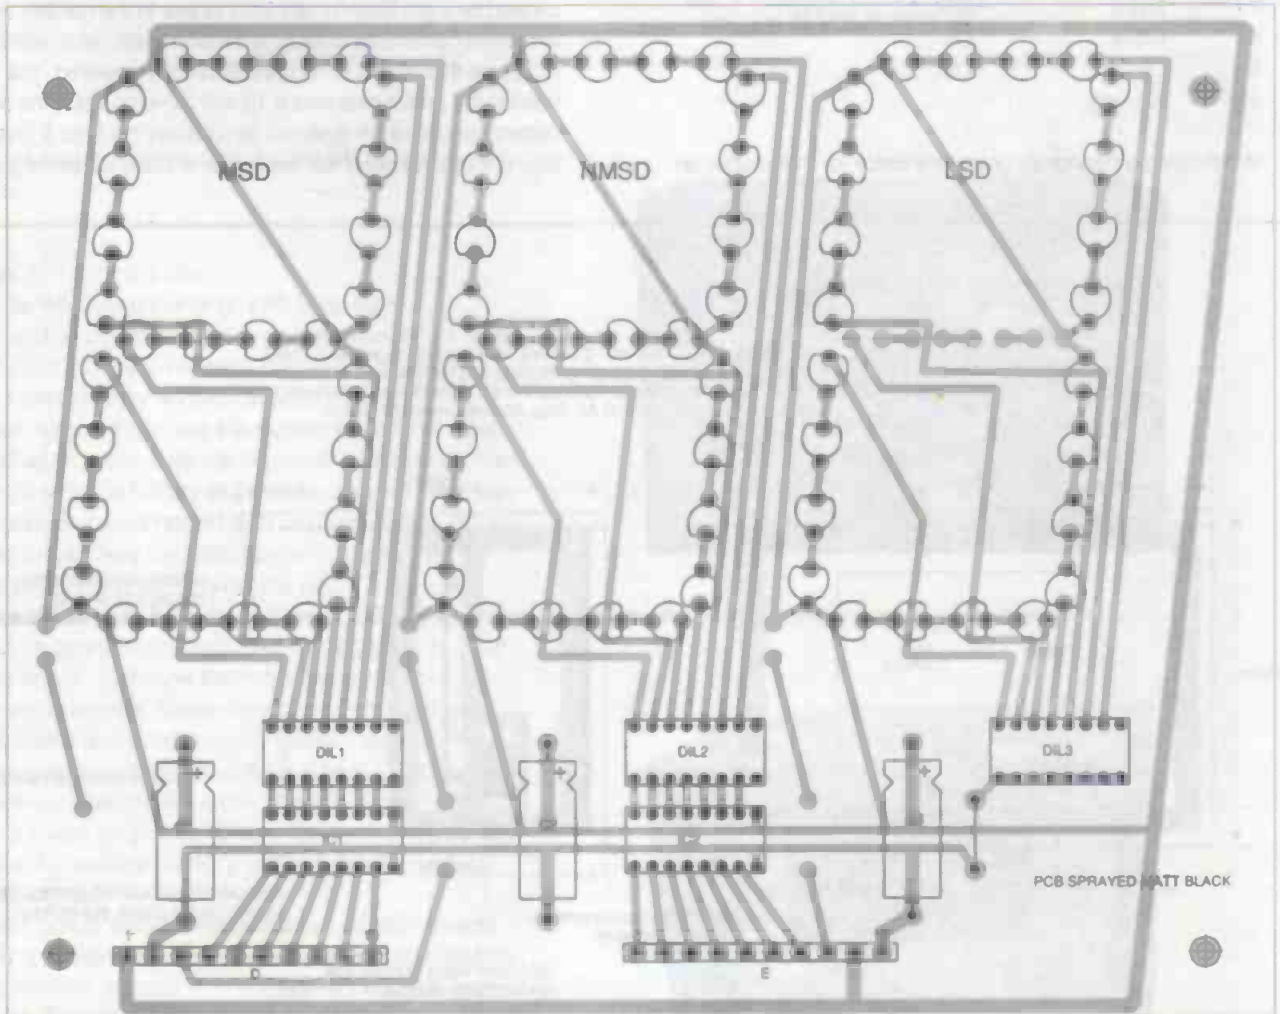 MSD
NMSD
LSD
DIL1
DIL2
DIL3
+
+
+
PCB SPRAYED MATT BLACK
D
E